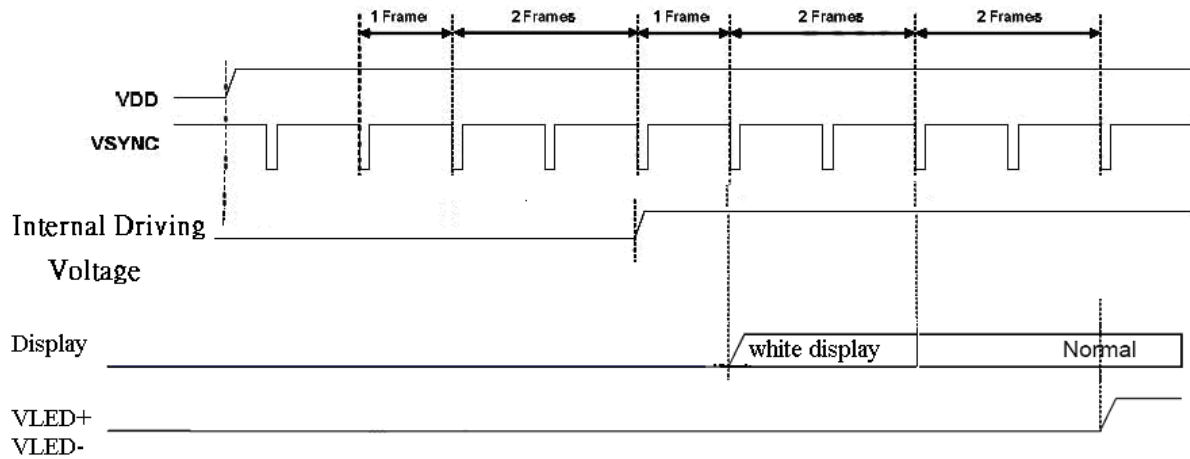 1 Frame 2 Frames 1 Frame 2 Frames 2 Frames
VDD
VSYNC
Internal Driving
Voltage
Display
white display
Normal
VLED+
VLED-